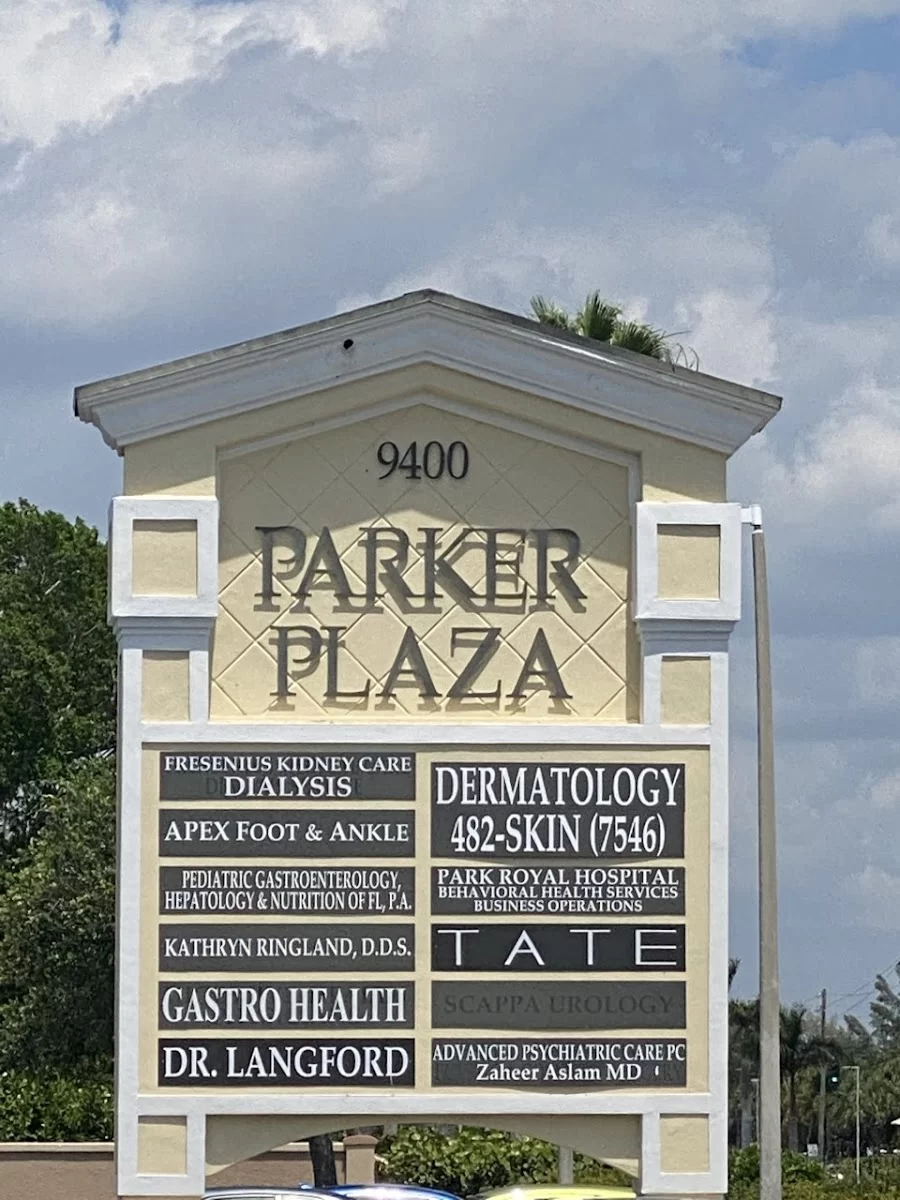 9400
PARKER
PLAZA
FRESENIUS KIDNEY CARE
DIALYSIS
APEX FOOT & ANKLE
PEDIATRIC GASTROENTEROLOGY,
HEPATOLOGY & NUTRITION OF FL, P.A.
KATHRYN RINGLAND, D.D.S.
GASTRO HEALTH
DR. LANGFORD
DERMATOLOGY
482-SKIN (7546)
PARK ROYAL HOSPITAL
BEHAVIORAL HEALTH SERVICES
BUSINESS OPERATIONS
TATE
SCAPPA UROLOGY
ADVANCED PSYCHIATRIC CARE PC
Zaheer Aslam MD